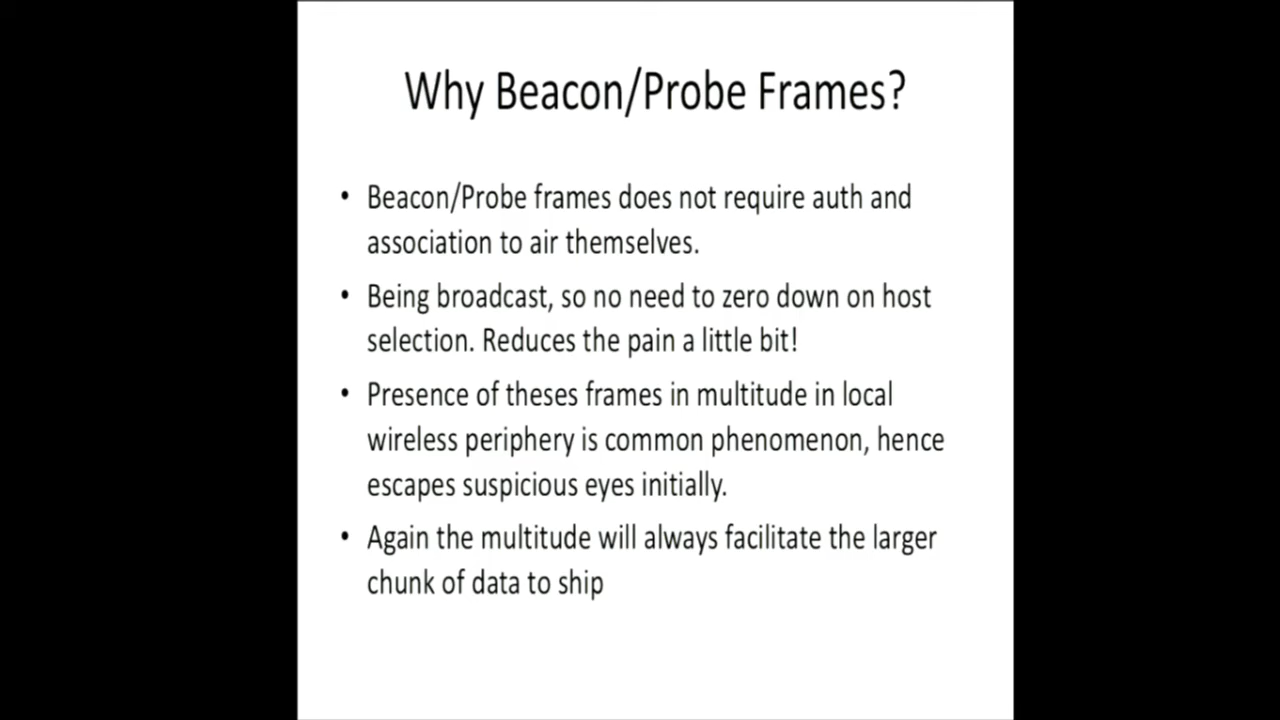 Why Beacon/Probe Frames?
• Beacon/Probe frames does not require auth and
association to air themselves.
• Being broadcast, so no need to zero down on host
selection. Reduces the pain a little bit!
• Presence of theses frames in multitude in local
wireless periphery is common phenomenon, hence
escapes suspicious eyes initially.
• Again the multitude will always facilitate the larger
chunk of data to ship